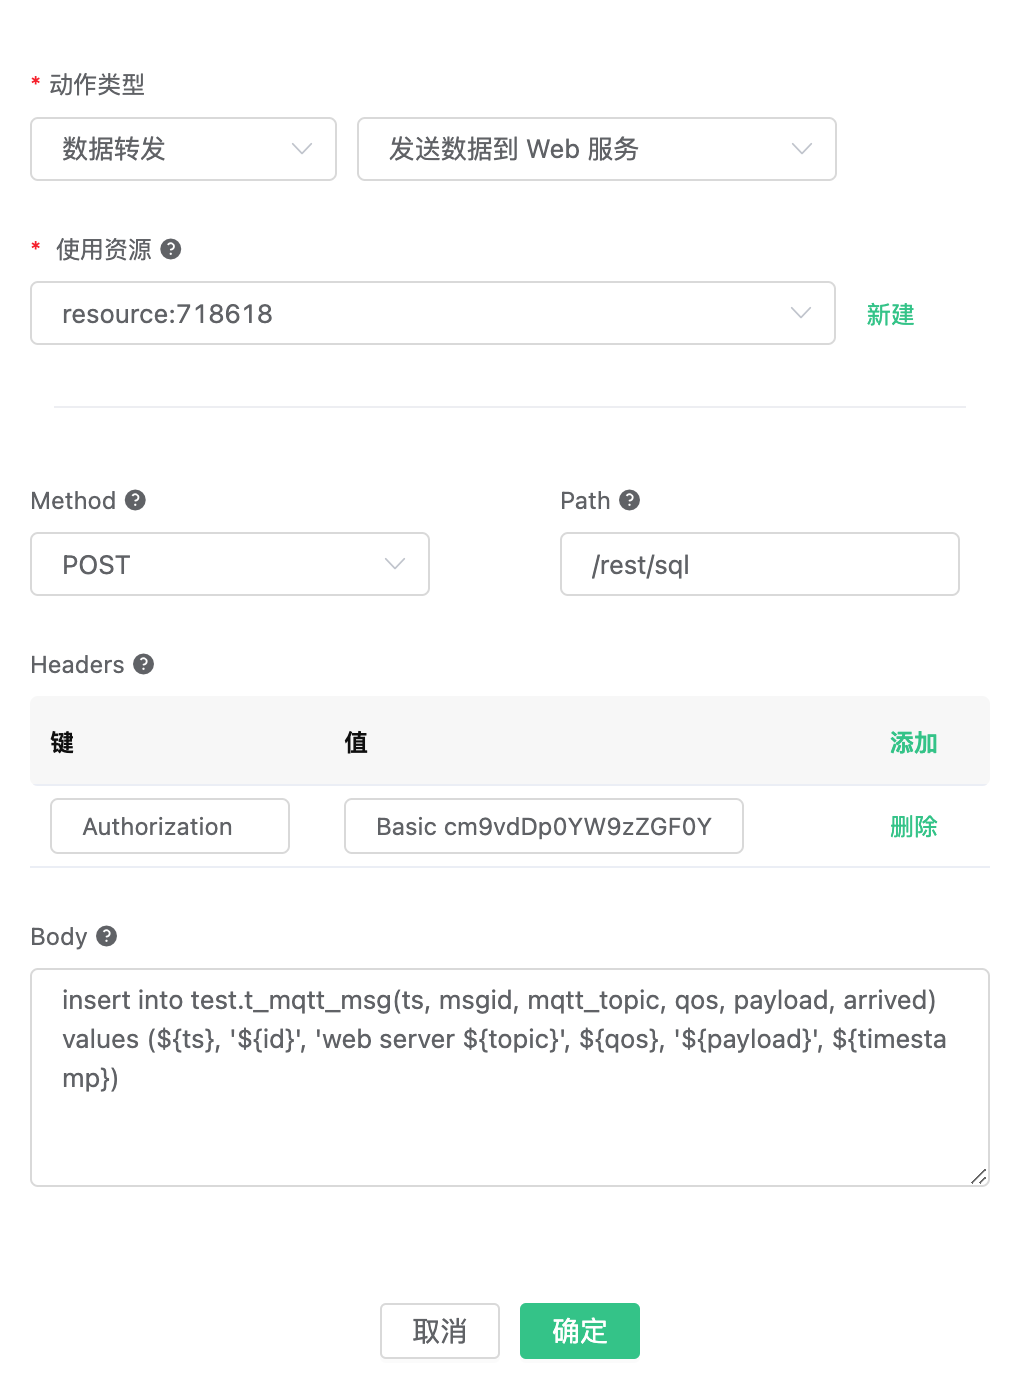 * 动作类型
数据转发
发送数据到 Web 服务
* 使用资源
resource:718618
新建
Method
Path
POST
/rest/sql
Headers
键
值
添加
Authorization
Basic cm9vdDp0YW9zZGF0Y
删除
Body
insert into test.t_mqtt_msg(ts, msgid, mqtt_topic, qos, payload, arrived)
values (${ts}, '${id}', 'web server ${topic}', ${qos}, '${payload}', ${timesta
mp})
取消
确定